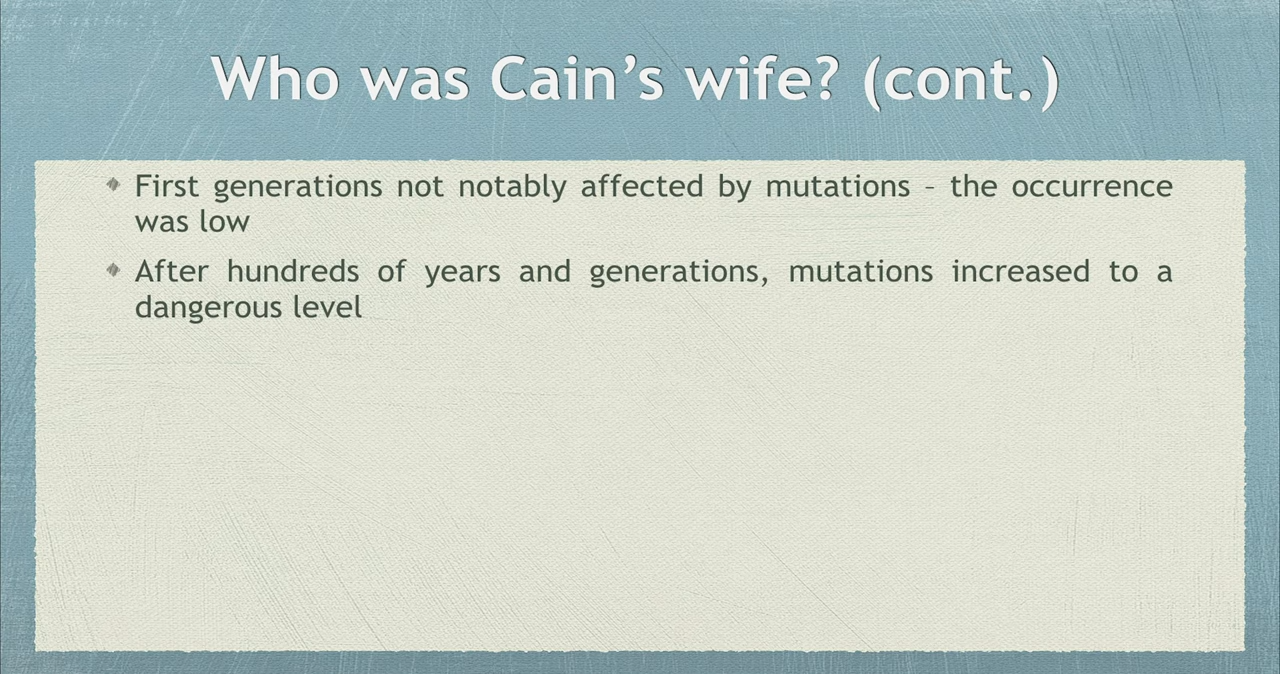 Who was Cain’s wife? (cont.)
First generations not notably affected by mutations – the occurrence
was low
After hundreds of years and generations, mutations increased to a
dangerous level